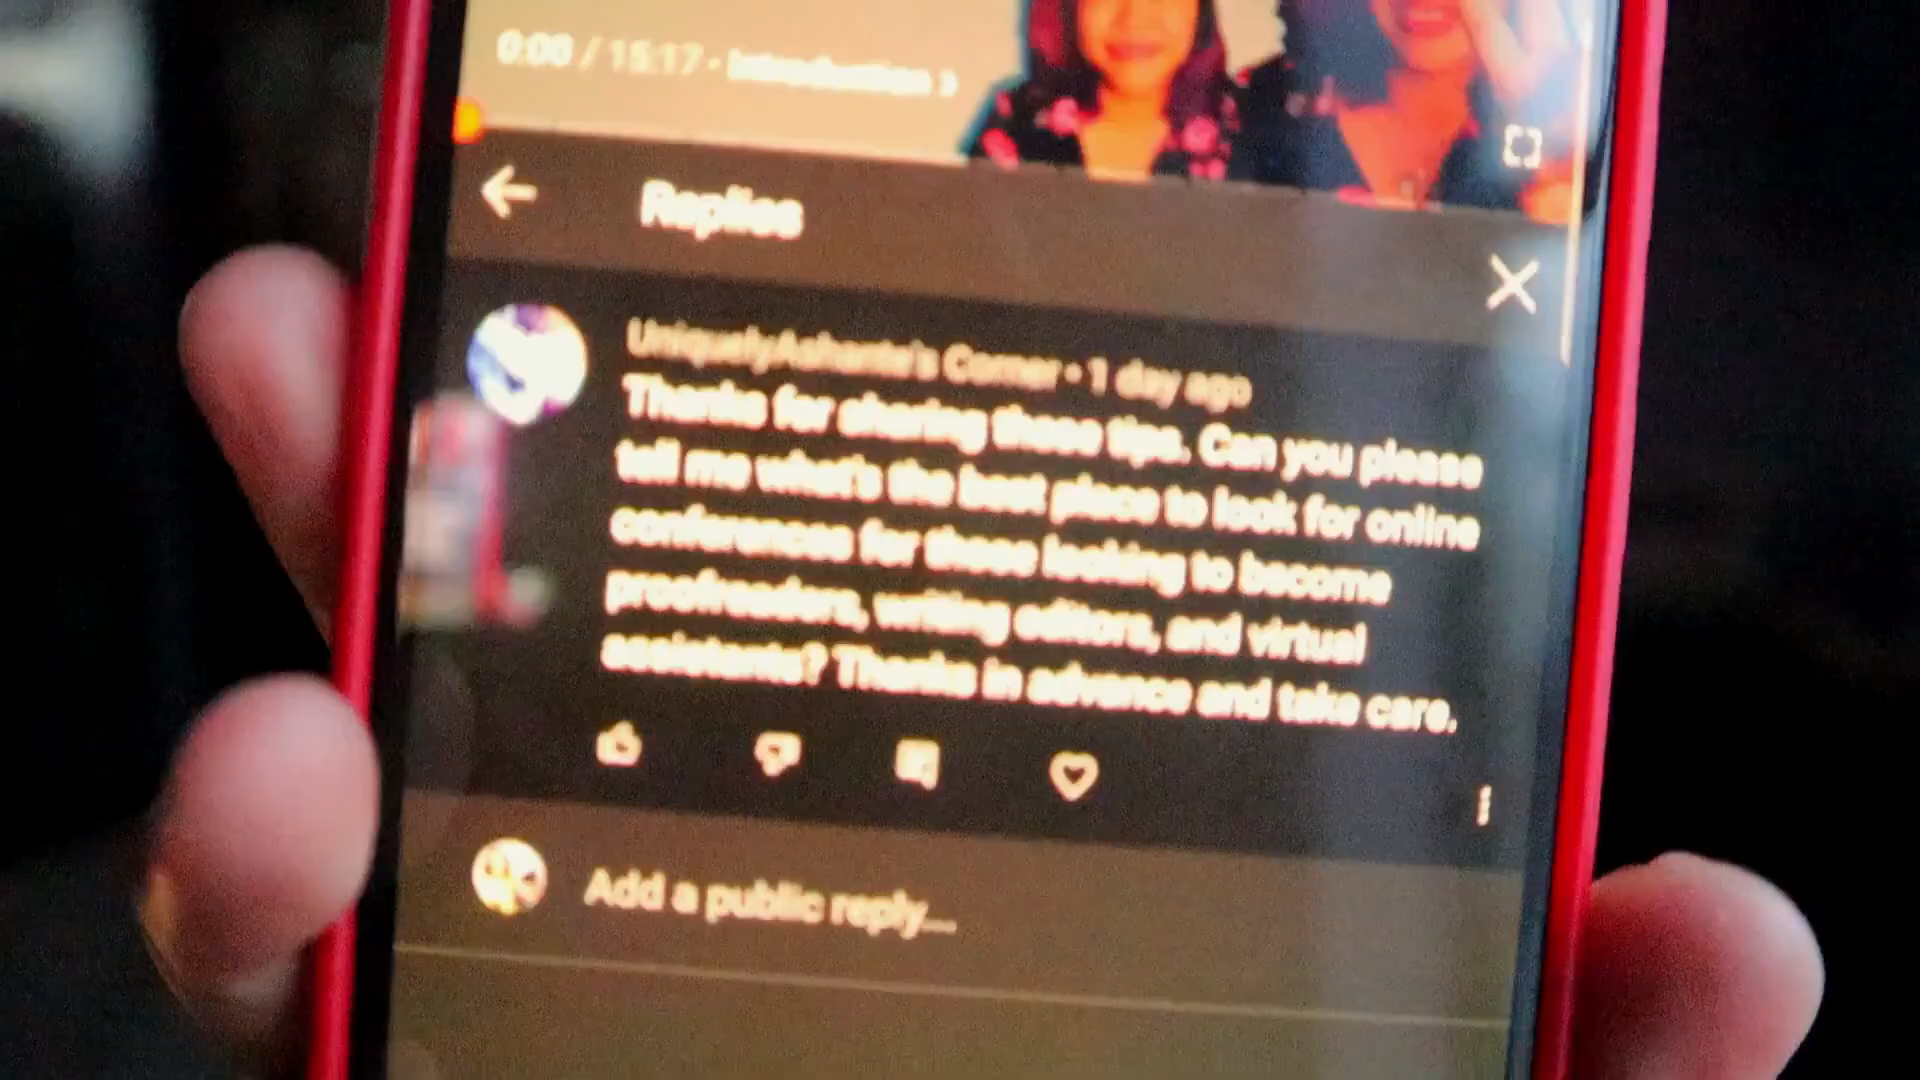 0:06 / 15:17 · Introduction >
Replies
UniquelyAshante's Corner · 1 day ago
Thanks for sharing these tips. Can you please
tell me what's the best place to look for online
conferences for those looking to become
proofreaders, writing editors, and virtual
assistants? Thanks in advance and take care.
Add a public reply...